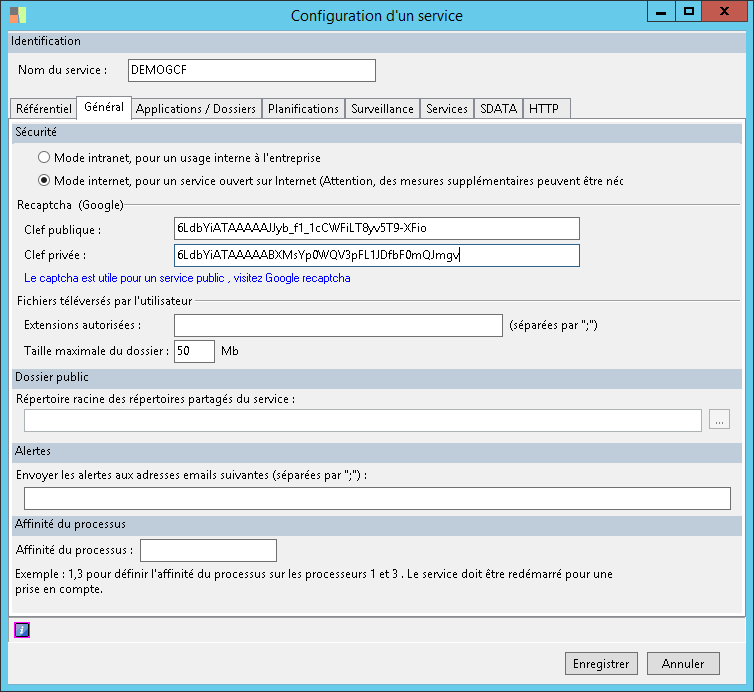 Configuration d'un service
Identification
Nom du service : DEMOGCF
Référentiel Général Applications / Dossiers Planifications Surveillance Services SDATA HTTP
Sécurité
Mode intranet, pour un usage interne à l'entreprise
Mode internet, pour un service ouvert sur Internet (Attention, des mesures supplémentaires peuvent être néc
Recaptcha (Google)
Clef publique : 6LdbYiATAAAAAJJyb_f1_1cCWFiLT8yv5T9-XFio
Clef privée : 6LdbYiATAAAAABXMsYp0WQV3pFL1JDfbF0mQJmgv
Le captcha est utile pour un service public , visitez Google recaptcha
Fichiers téléversés par l'utilisateur
Extensions autorisées : (séparées par ";")
Taille maximale du dossier : 50 Mb
Dossier public
Répertoire racine des répertoires partagés du service :
...
Alertes
Envoyer les alertes aux adresses emails suivantes (séparées par ";") :
Affinité du processus
Affinité du processus :
Exemple : 1,3 pour définir l'affinité du processus sur les processeurs 1 et 3 . Le service doit être redémarré pour une
prise en compte.
Enregistrer Annuler